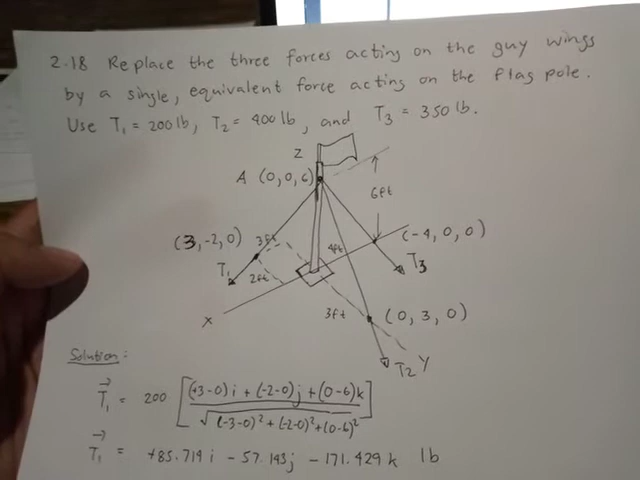 2.18 Replace the three forces acting on the guy wings
by a single, equivalent force acting on the flag pole.
Use T₁ = 200 lb, T₂ = 400 lb, and T₃ = 350 lb.
Z
A (0,0,6)
6ft
(3,-2,0)
3ft
4ft
(-4,0,0)
T₁
2ft
T₃
X
3ft
(0,3,0)
T₂
Y
Solution:
T₁ = 200 [(+3-0)i + (-2-0)j + (0-6)k / √(-3-0)²+(-2-0)²+(0-6)²]
T₁ = +85.719 i - 57.143j - 171.429 k lb